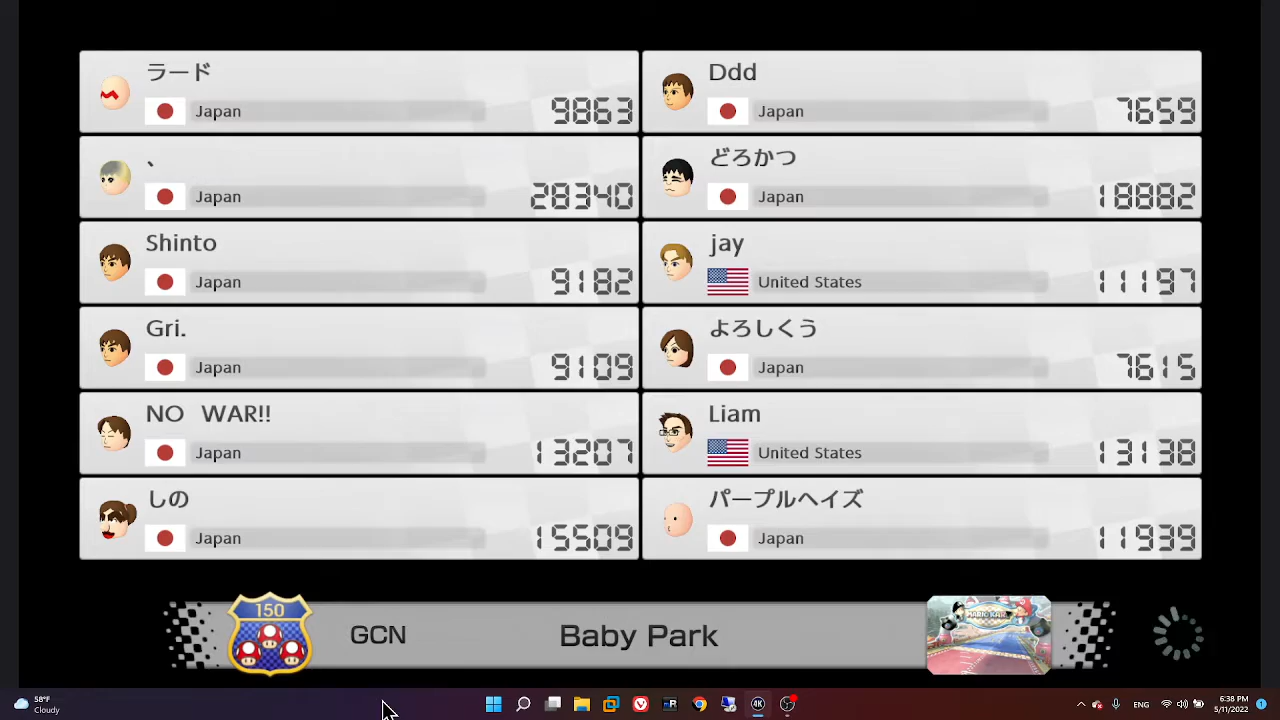 ラード
Japan
9863
、
Japan
28340
Shinto
Japan
9182
Gri.
Japan
9109
NO WAR!!
Japan
13207
しの
Japan
15509
Ddd
Japan
7659
どろかつ
Japan
18882
jay
United States
11197
よろしくう
Japan
7615
Liam
United States
13138
パープルヘイズ
Japan
11939
150
GCN
Baby Park
MARIO KART
58°F
Cloudy
4K
6:38 PM
5/11/2022